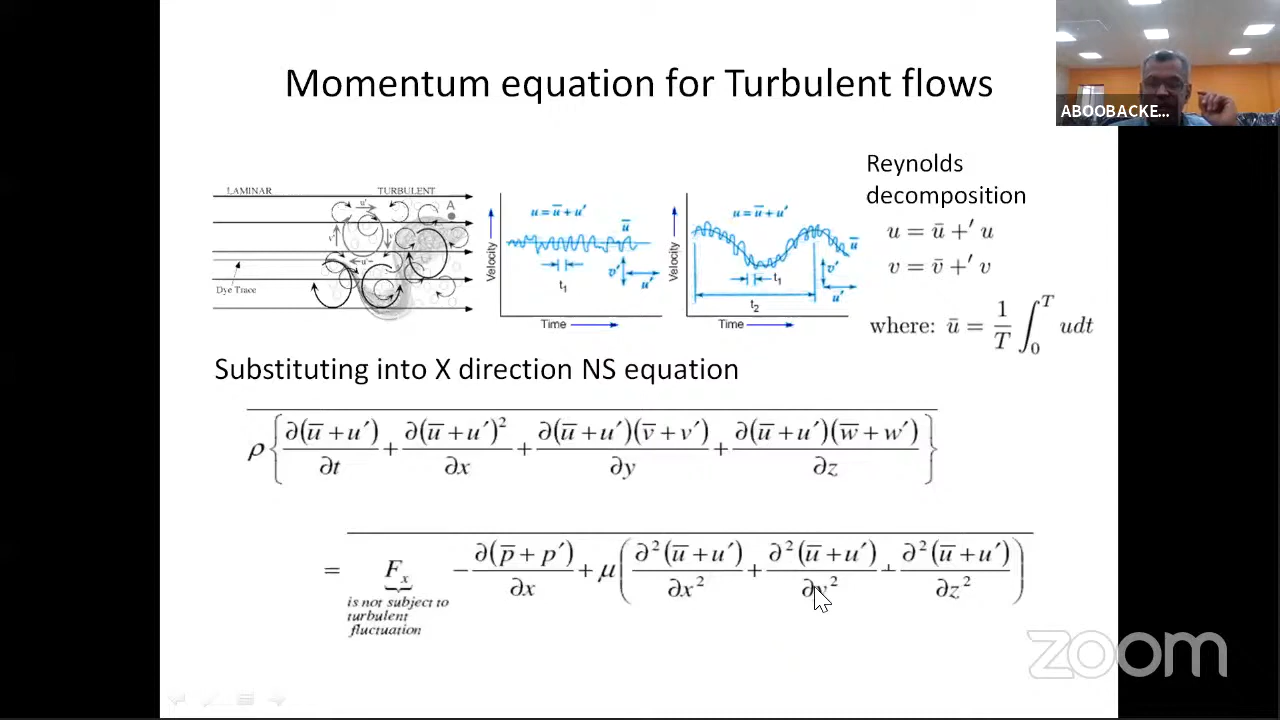 Momentum equation for Turbulent flows
ABOOBACKE...
Reynolds
decomposition
u = ū +′ u
v = v̄ +′ v
where: ū = 1/T ∫₀ᵀ udt
LAMINAR
TURBULENT
A
u'
v'
v'
u'
Dye Trace
u = ū + u'
ū
Velocity
t₁
v'
u'
Time
u = ū + u'
ū
Velocity
t₁
t₂
v'
u'
Time
Substituting into X direction NS equation
ρ { ∂(ū + u′)/∂t + ∂(ū + u′)²/∂x + ∂(ū + u′)(v̄ + v′)/∂y + ∂(ū + u′)(w̄ + w′)/∂z }
= Fₓ − ∂(p̄ + p′)/∂x + μ ( ∂²(ū + u′)/∂x² + ∂²(ū + u′)/∂y² + ∂²(ū + u′)/∂z² )
is not subject to
turbulent
fluctuation
zoom